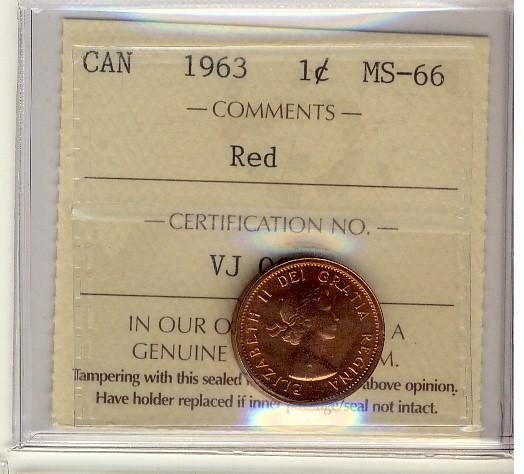 CAN 1963 1¢ MS-66
— COMMENTS —
Red
— CERTIFICATION NO. —
VJ
IN OUR A
GENUINE
Tampering with this sealed above opinion.
Have holder replaced if inner seal not intact.
ELIZABETH II DEI GRATIA REGINA